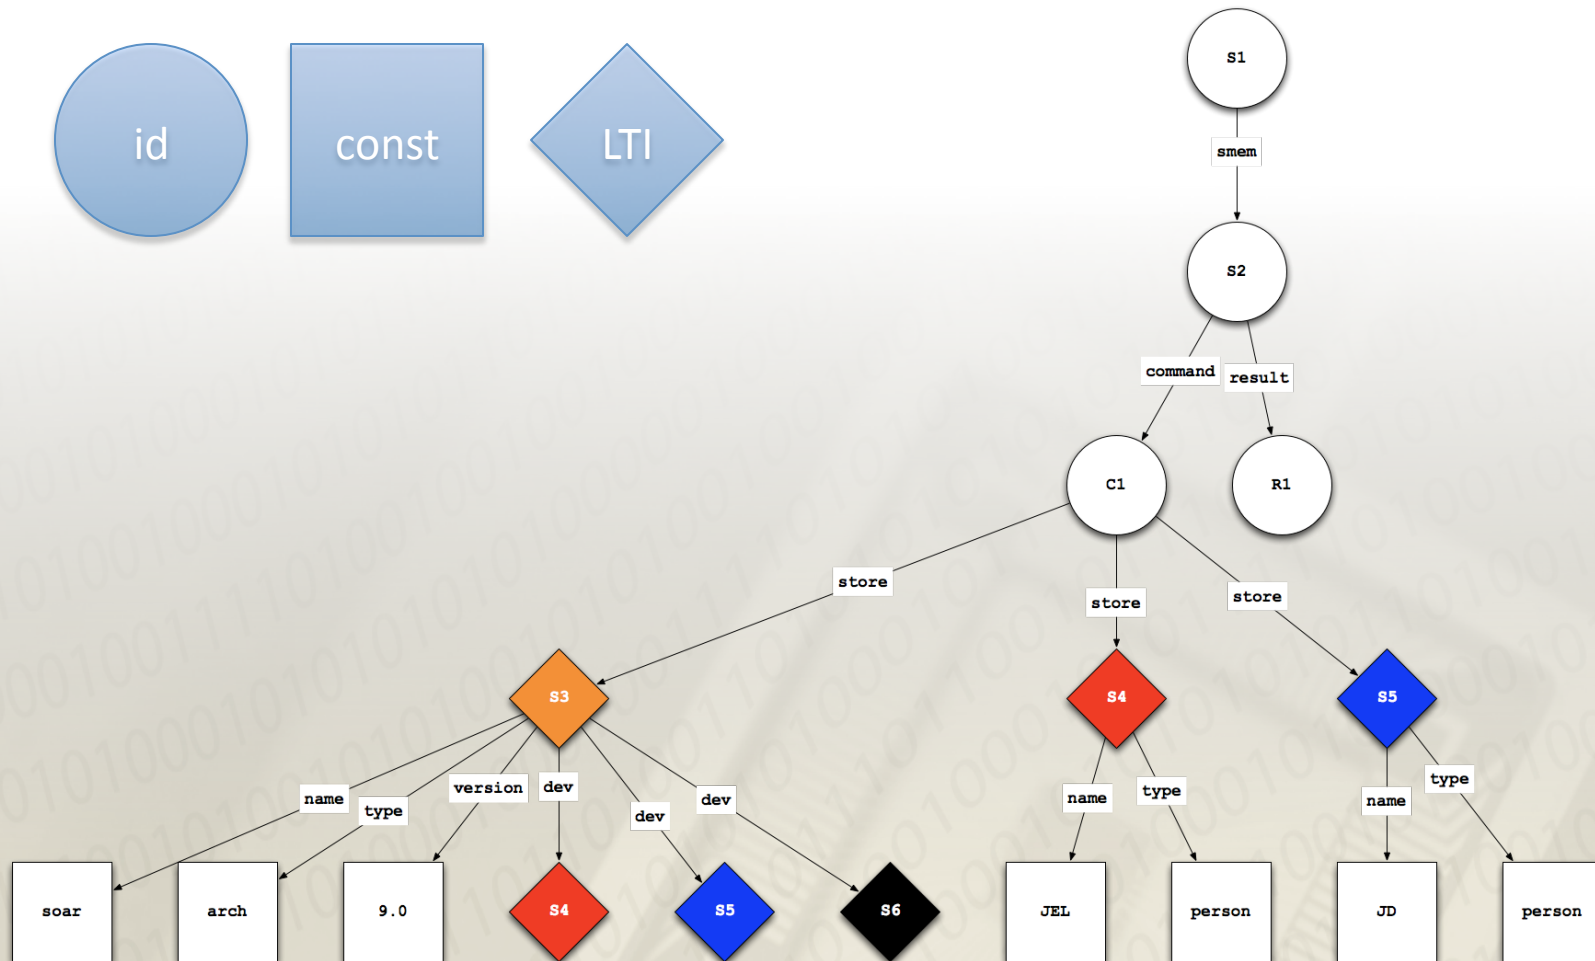 id
const
LTI
S1
smem
S2
command
result
C1
R1
store
store
store
S3
S4
S5
name
type
version
dev
dev
dev
name
type
name
type
soar
arch
9.0
S4
S5
S6
JEL
person
JD
person